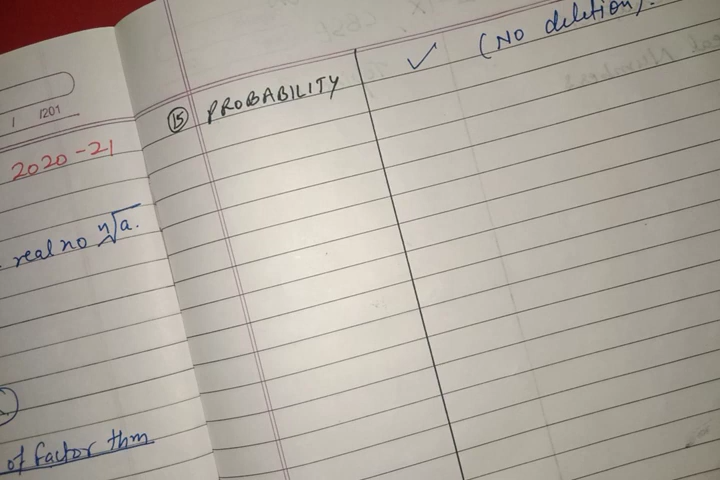 1201
2020-21
real no ⁿ√a.
of factor thm
(15) PROBABILITY ✓ (No deletion).